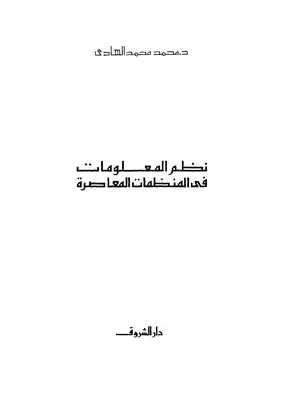 د. محمد محمد الهادى
نظم المعلومات
فى المنظمات المعاصرة
دار الشروق